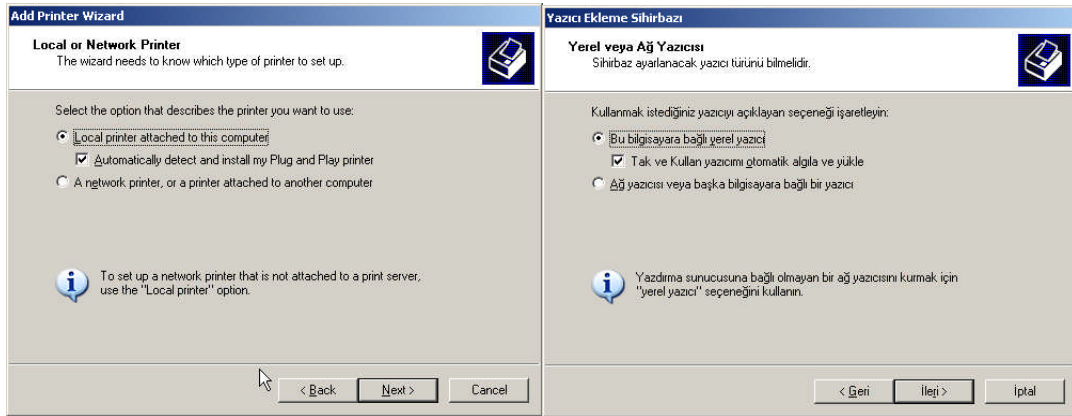 Add Printer Wizard
Local or Network Printer
The wizard needs to know which type of printer to set up.
Select the option that describes the printer you want to use:
Local printer attached to this computer
Automatically detect and install my Plug and Play printer
A network printer, or a printer attached to another computer
To set up a network printer that is not attached to a print server,
use the "Local printer" option.
< Back
Next >
Cancel
Yazıcı Ekleme Sihirbazı
Yerel veya Ağ Yazıcısı
Sihirbaz ayarlanacak yazıcı türünü bilmelidir.
Kullanmak istediğiniz yazıcıyı açıklayan seçeneği işaretleyin:
Bu bilgisayara bağlı yerel yazıcı
Tak ve Kullan yazıcımı otomatik algıla ve yükle
Ağ yazıcısı veya başka bilgisayara bağlı bir yazıcı
Yazdırma sunucusuna bağlı olmayan bir ağ yazıcısını kurmak için
"yerel yazıcı" seçeneğini kullanın.
< Geri
İleri >
İptal